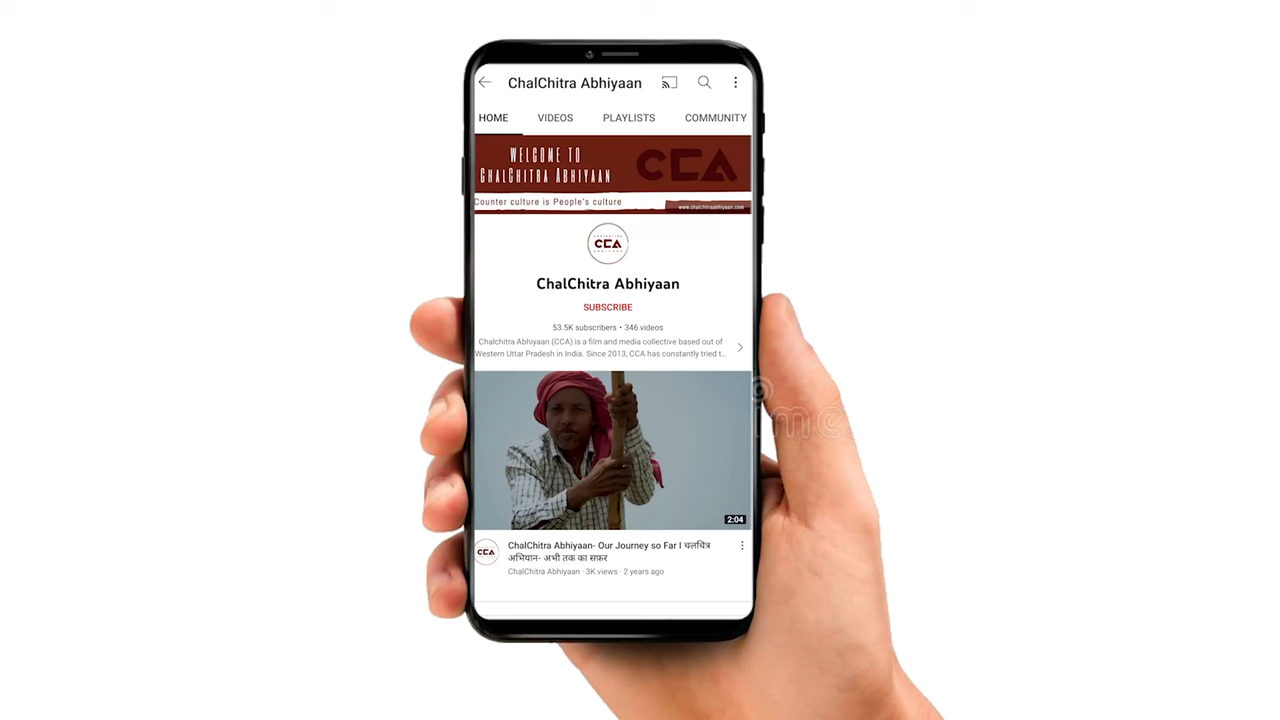 ChalChitra Abhiyaan
HOME VIDEOS PLAYLISTS COMMUNITY
WELCOME TO
CHALCHITRA ABHIYAAN
CCA
Counter culture is People's culture
www.chalchitraabhiyaan.com
CCA
ChalChitra Abhiyaan
SUBSCRIBE
53.5K subscribers • 346 videos
Chalchitra Abhiyaan (CCA) is a film and media collective based out of
Western Uttar Pradesh in India. Since 2013, CCA has constantly tried t...
2:04
CCA
ChalChitra Abhiyaan- Our Journey so Far I चलचित्र
अभियान- अभी तक का सफ़र
ChalChitra Abhiyaan · 3K views · 2 years ago